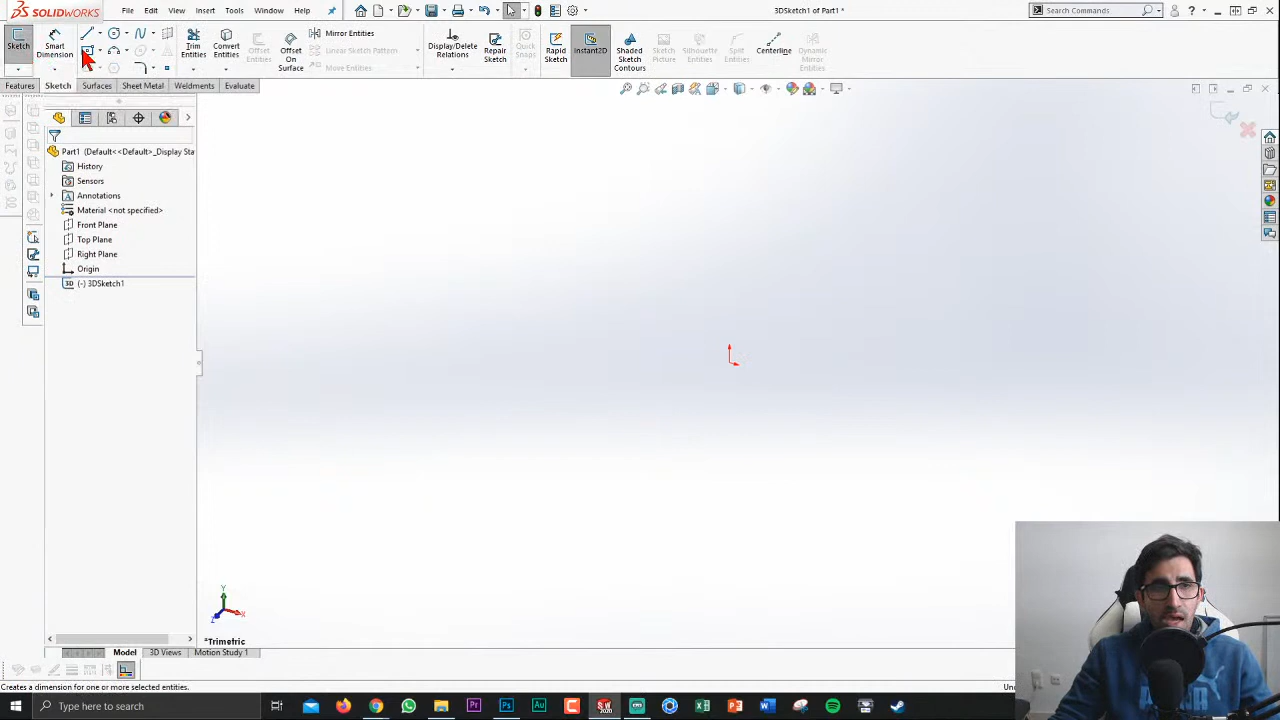 SOLIDWORKS
File Edit View Insert Tools Window Help
3DSketch1 of Part1 *
Search Commands
Sketch
Smart Dimension
Trim Entities
Convert Entities
Offset Entities
Offset On Surface
Mirror Entities
Linear Sketch Pattern
Move Entities
Display/Delete Relations
Repair Sketch
Quick Snaps
Rapid Sketch
Instant2D
Shaded Sketch Contours
Sketch Picture
Silhouette Entities
Split Entities
Centerline
Dynamic Mirror Entities
Features Sketch Surfaces Sheet Metal Weldments Evaluate
Part1 (Default<<Default>_Display Sta
History
Sensors
Annotations
Material <not specified>
Front Plane
Top Plane
Right Plane
Origin
(-) 3DSketch1
Y
X
Z
*Trimetric
Model 3D Views Motion Study 1
Creates a dimension for one or more selected entities.
Type here to search